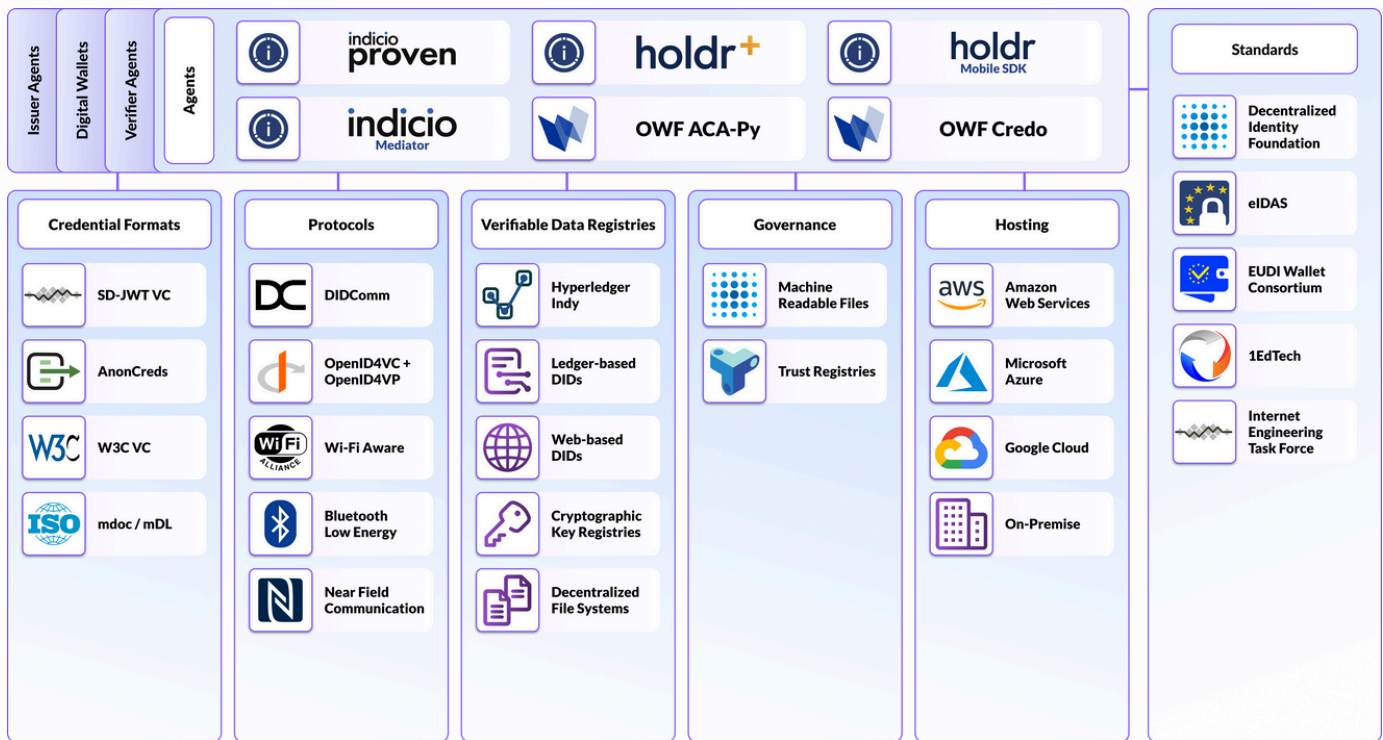 Issuer Agents
Digital Wallets
Verifier Agents
Agents
indicio
proven
holdr+
holdr
Mobile SDK
indicio
Mediator
OWF ACA-Py
OWF Credo
Standards
Decentralized
Identity
Foundation
eIDAS
EUDI Wallet
Consortium
1EdTech
Internet
Engineering
Task Force
Credential Formats
SD-JWT VC
AnonCreds
W3C
W3C VC
ISO
mdoc / mDL
Protocols
DC
DIDComm
OpenID4VC +
OpenID4VP
Wi Fi
ALLIANCE
Wi-Fi Aware
Bluetooth
Low Energy
Near Field
Communication
Verifiable Data Registries
Hyperledger
Indy
Ledger-based
DIDs
Web-based
DIDs
Cryptographic
Key Registries
Decentralized
File Systems
Governance
Machine
Readable Files
Trust Registries
Hosting
aws
Amazon
Web Services
Microsoft
Azure
Google Cloud
On-Premise